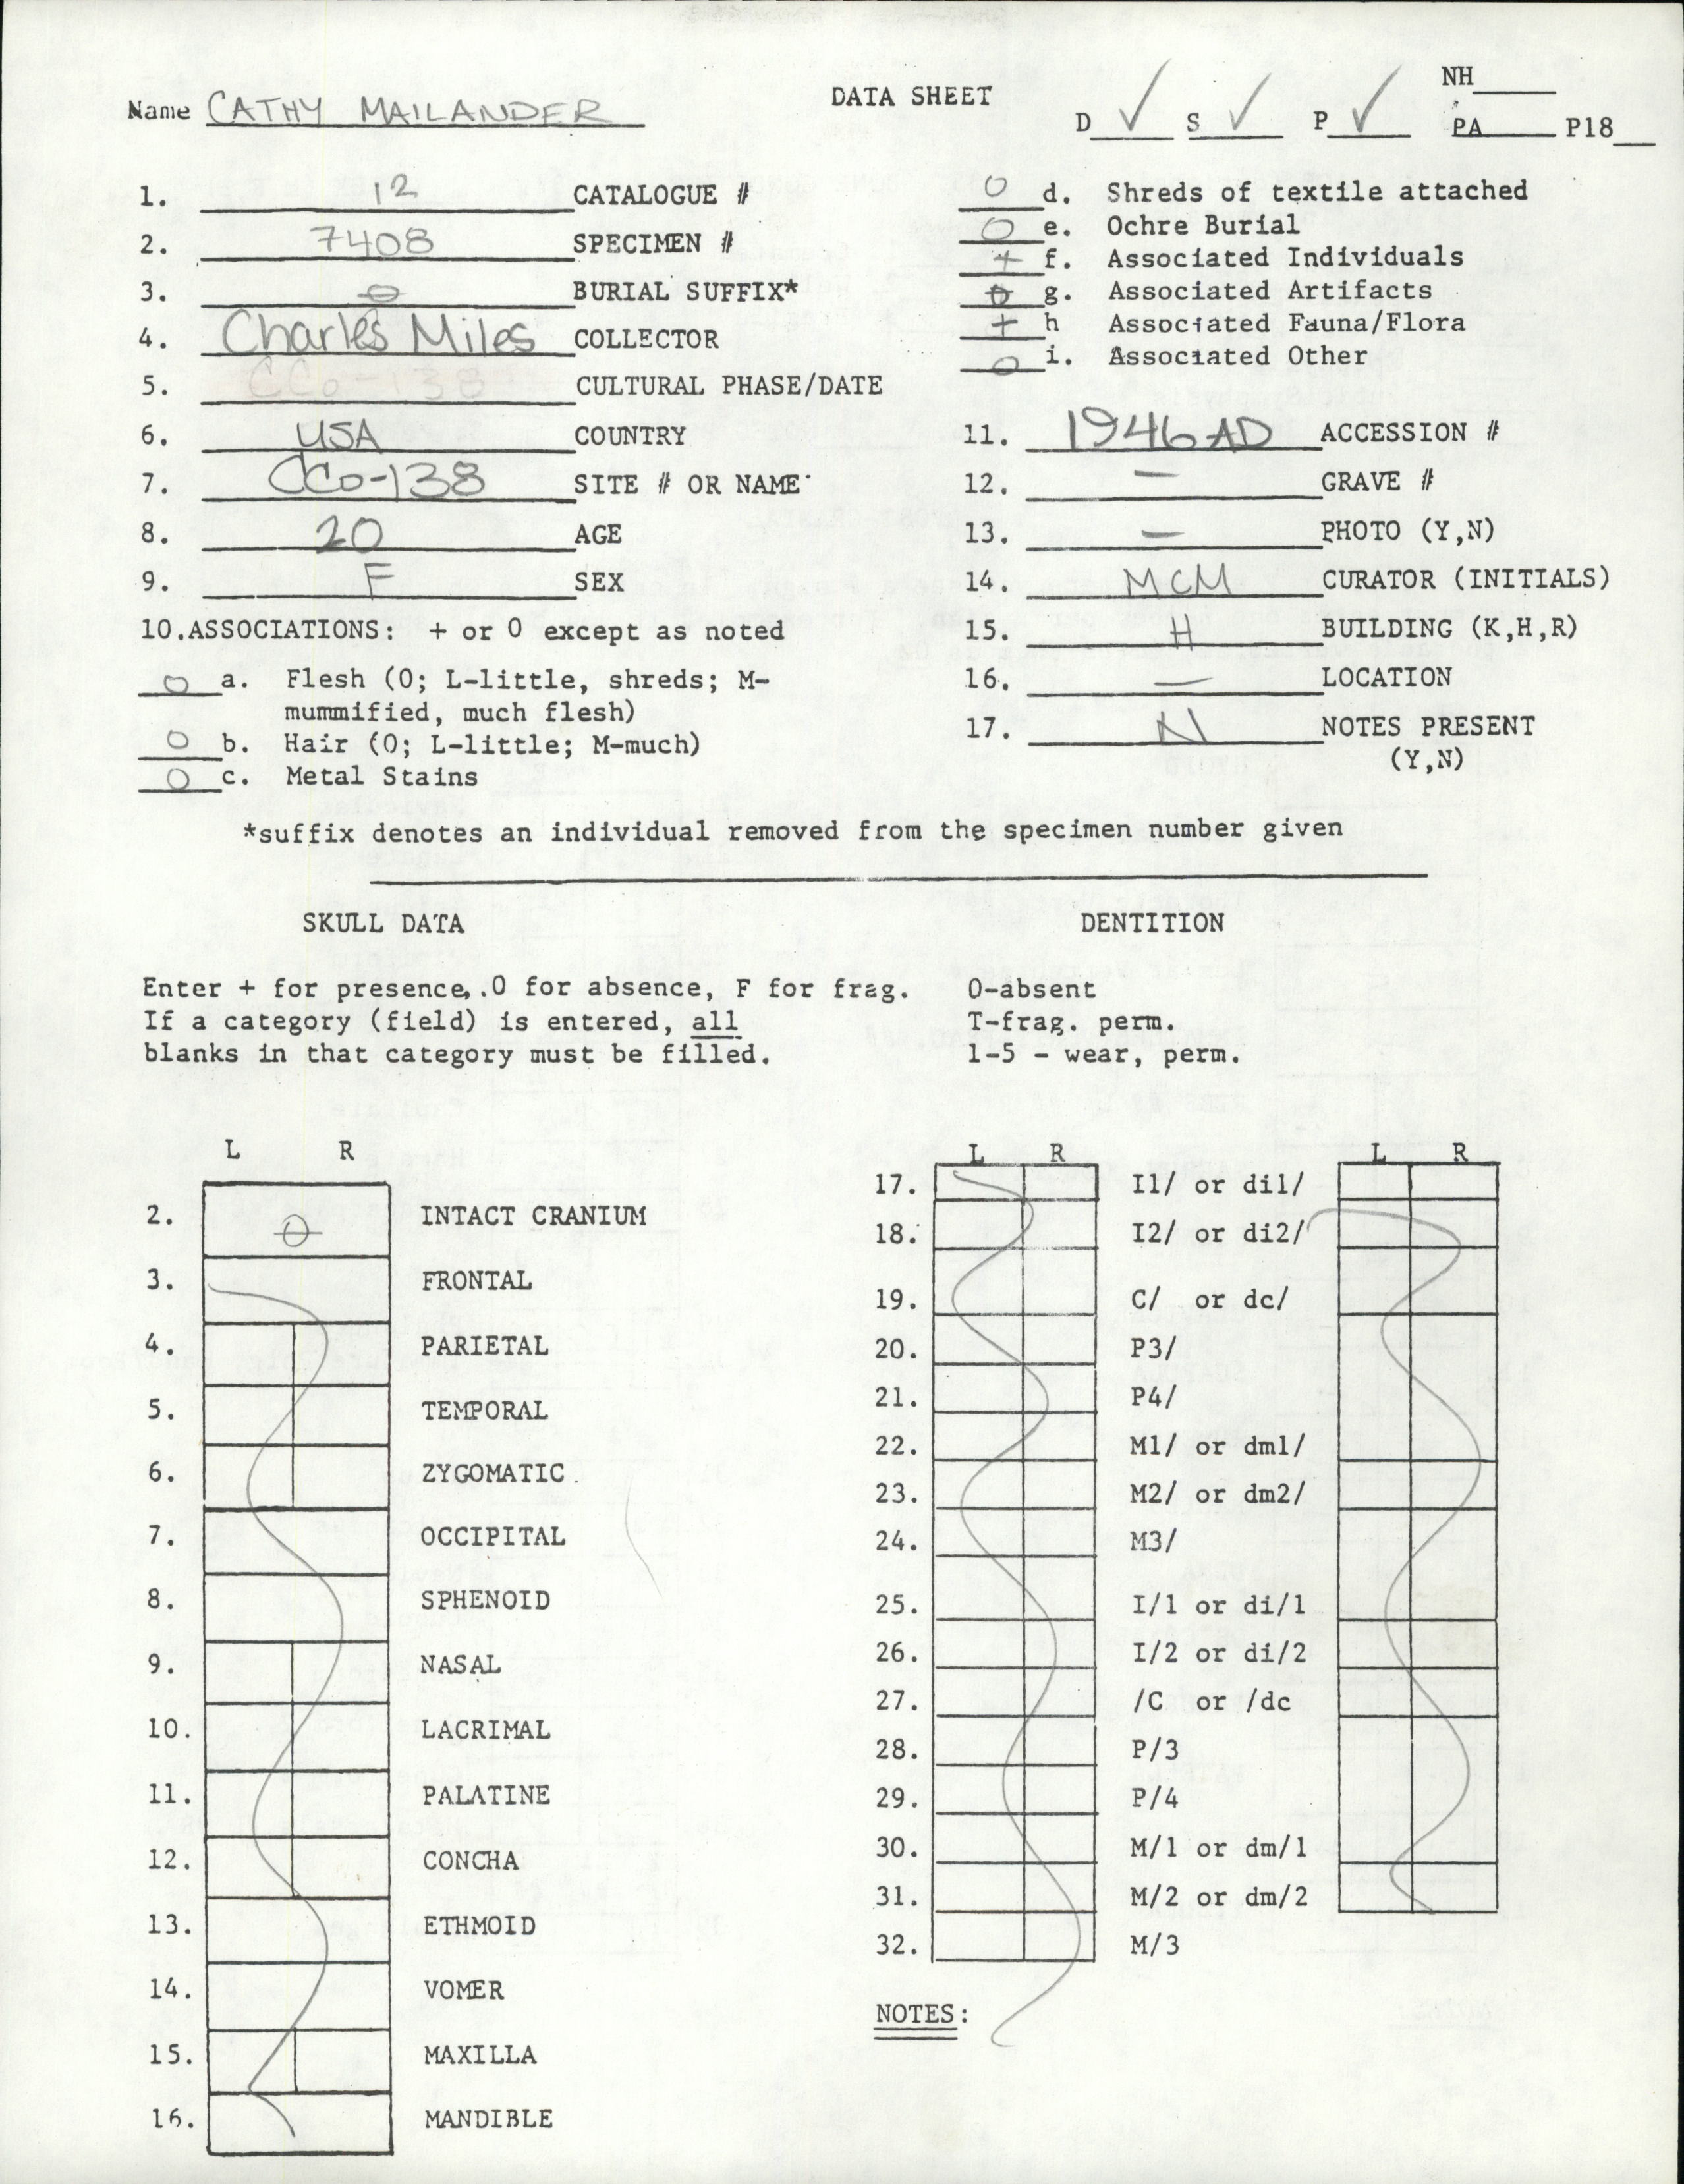 NH____
Name CATHY MAILANDER DATA SHEET D ✓ S ✓ P ✓ PA____ P18__
1. 12 CATALOGUE #
2. 7408 SPECIMEN #
3. 0 BURIAL SUFFIX*
4. Charles Miles COLLECTOR
5. CCo-138 CULTURAL PHASE/DATE
6. USA COUNTRY
7. CCo-138 SITE # OR NAME
8. 20 AGE
9. F SEX
10.ASSOCIATIONS: + or 0 except as noted
O a. Flesh (0; L-little, shreds; M-
mummified, much flesh)
O b. Hair (0; L-little; M-much)
O c. Metal Stains
O d. Shreds of textile attached
O e. Ochre Burial
+ f. Associated Individuals
g. Associated Artifacts
+ h Associated Fauna/Flora
O i. Associated Other
11. 1946 AD ACCESSION #
12. — GRAVE #
13. — PHOTO (Y,N)
14. MCM CURATOR (INITIALS)
15. H BUILDING (K,H,R)
16. — LOCATION
17. N NOTES PRESENT
(Y,N)
*suffix denotes an individual removed from the specimen number given
SKULL DATA
Enter + for presence, .0 for absence, F for frag.
If a category (field) is entered, all
blanks in that category must be filled.
L R
2. 0 INTACT CRANIUM
3. FRONTAL
4. PARIETAL
5. TEMPORAL
6. ZYGOMATIC
7. OCCIPITAL
8. SPHENOID
9. NASAL
10. LACRIMAL
11. PALATINE
12. CONCHA
13. ETHMOID
14. VOMER
15. MAXILLA
16. MANDIBLE
DENTITION
0-absent
T-frag. perm.
1-5 - wear, perm.
L R L R
17. I1/ or di1/
18. I2/ or di2/
19. C/ or dc/
20. P3/
21. P4/
22. M1/ or dm1/
23. M2/ or dm2/
24. M3/
25. I/1 or di/1
26. I/2 or di/2
27. /C or /dc
28. P/3
29. P/4
30. M/1 or dm/1
31. M/2 or dm/2
32. M/3
NOTES: